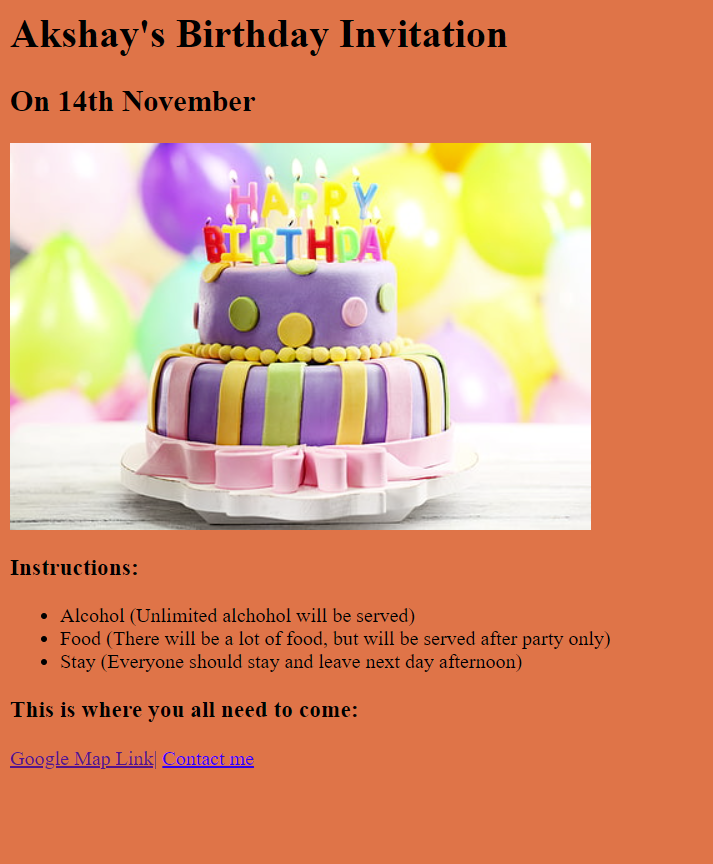 Akshay's Birthday Invitation
On 14th November
HAPPY
BIRTHDAY
Instructions:
• Alcohol (Unlimited alchohol will be served)
• Food (There will be a lot of food, but will be served after party only)
• Stay (Everyone should stay and leave next day afternoon)
This is where you all need to come:
Google Map Link| Contact me